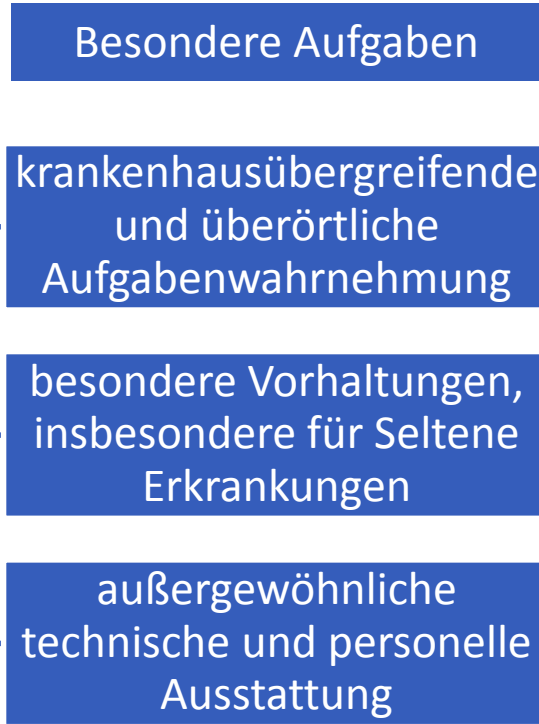 Besondere Aufgaben
krankenhausübergreifende
und überörtliche
Aufgabenwahrnehmung
besondere Vorhaltungen,
insbesondere für Seltene
Erkrankungen
außergewöhnliche
technische und personelle
Ausstattung